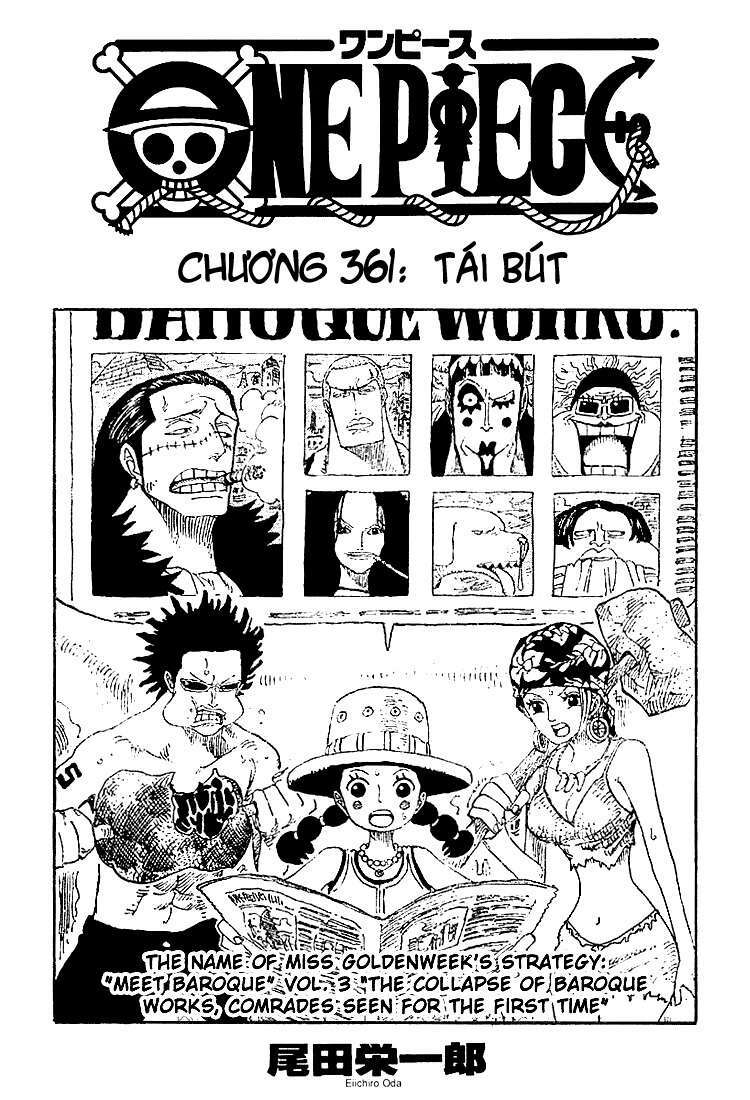 ワンピース
ONE PIECE
CHƯƠNG 361: TÁI BÚT
BAROQUE WORKS.
5
THE NAME OF MISS GOLDENWEEK'S STRATEGY:
"MEET BAROQUE" VOL. 3 "THE COLLAPSE OF BAROQUE
WORKS, COMRADES SEEN FOR THE FIRST TIME"
尾田栄一郎
Eiichiro Oda